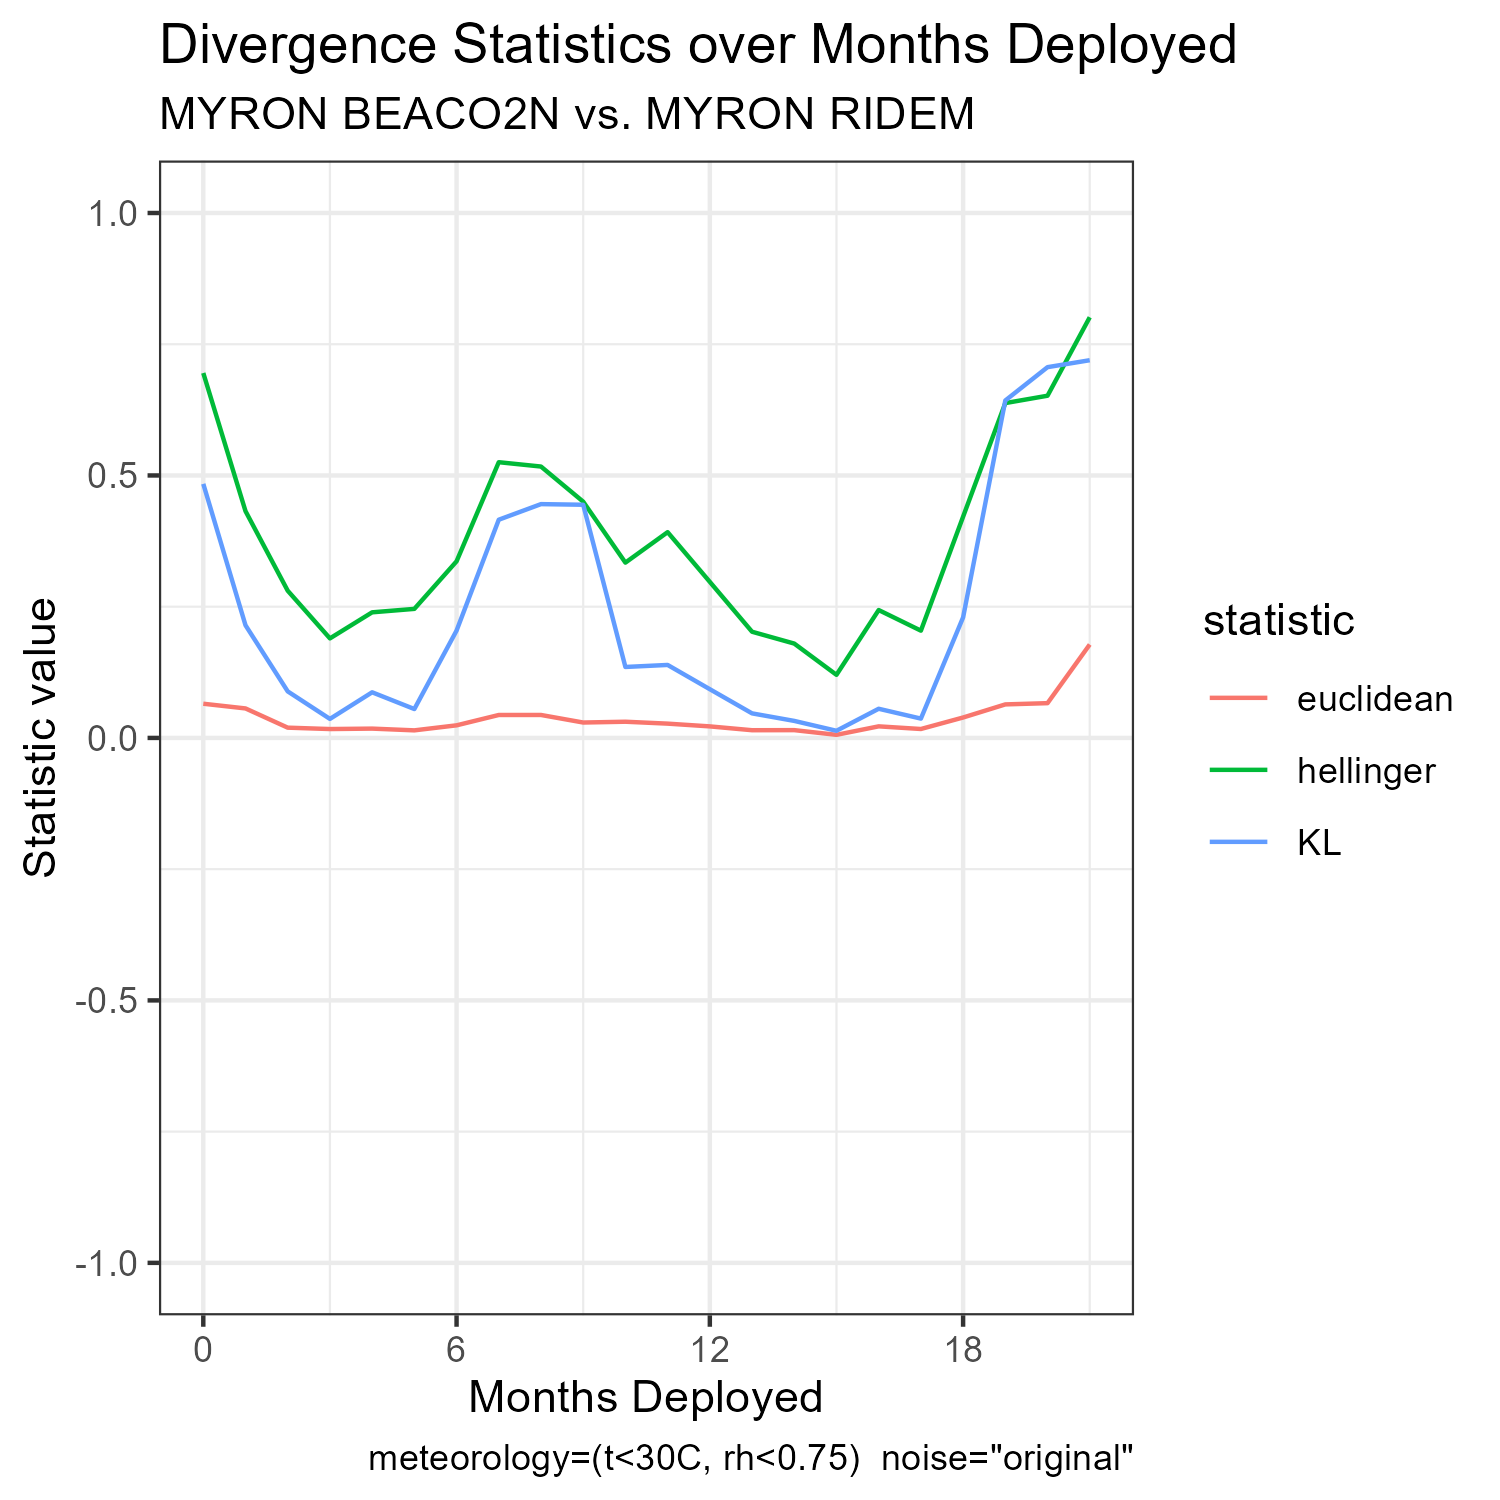 Divergence Statistics over Months Deployed
MYRON BEACO2N vs. MYRON RIDEM
1.0
0.5
0.0
-0.5
-1.0
Statistic value
0 6 12 18
Months Deployed
meteorology=(t<30C, rh<0.75)  noise="original"
statistic
euclidean
hellinger
KL